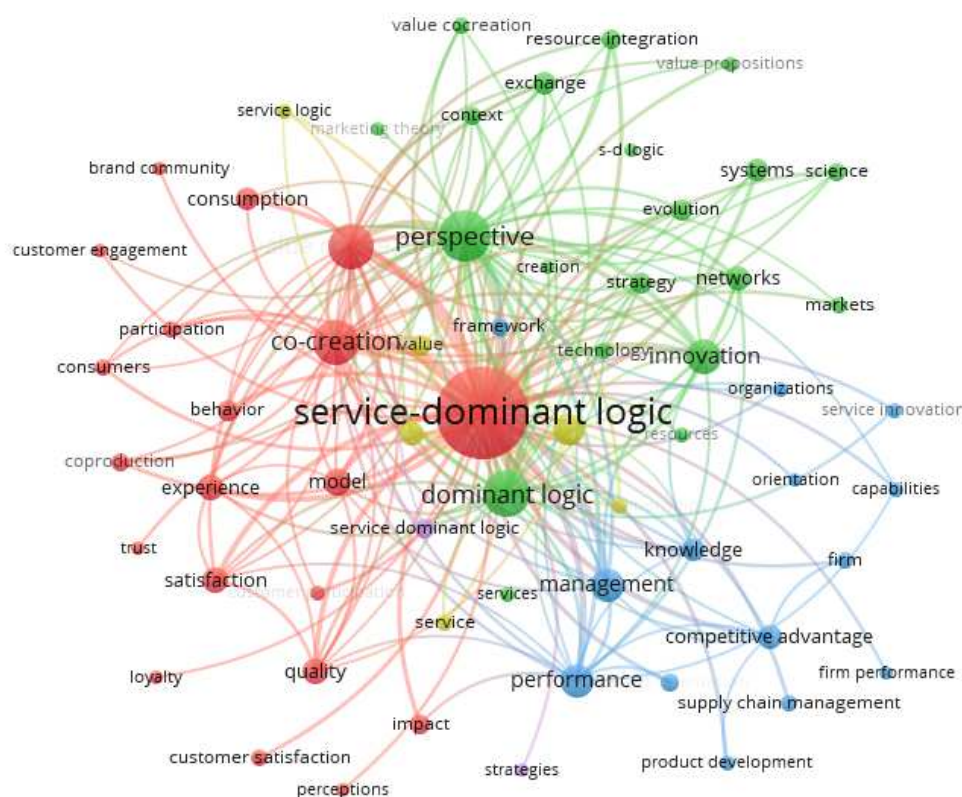 value cocreation
resource integration
value propositions
exchange
service logic
context
marketing theory
s-d logic
brand community
systems
science
consumption
evolution
perspective
customer engagement
creation
strategy
networks
markets
participation
framework
co-creation
value
technology
innovation
consumers
organizations
behavior
service-dominant logic
service innovation
resources
coproduction
experience
model
dominant logic
orientation
capabilities
service dominant logic
trust
knowledge
firm
satisfaction
management
services
service
competitive advantage
loyalty
quality
performance
firm performance
supply chain management
impact
customer satisfaction
strategies
product development
perceptions